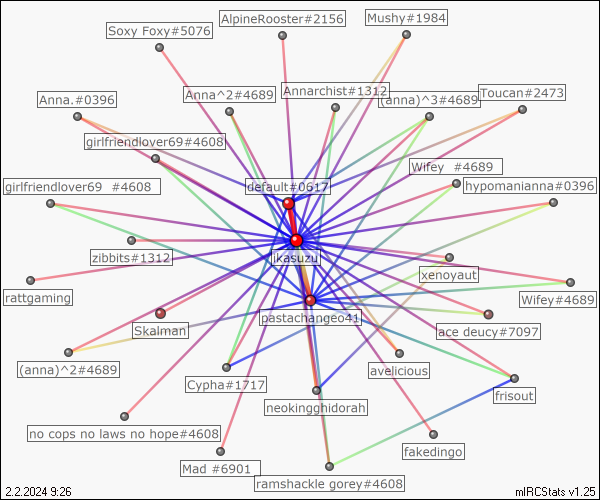 AlpineRooster#2156
Mushy#1984
Soxy Foxy#5076
Annarchist#1312
Toucan#2473
Anna.#0396
Anna^2#4689
(anna)^3#4689
girlfriendlover69#4608
Wifey  #4689
girlfriendlover69  #4608
default#0617
hypomanianna#0396
zibbits#1312
ikasuzu
xenoyaut
rattgaming
Wifey#4689
Skalman
pastachangeo41
ace deucy#7097
(anna)^2#4689
Cypha#1717
avelicious
neokingghidorah
frisout
no cops no laws no hope#4608
fakedingo
Mad #6901
ramshackle gorey#4608
2.2.2024 9:26
mIRCStats v1.25